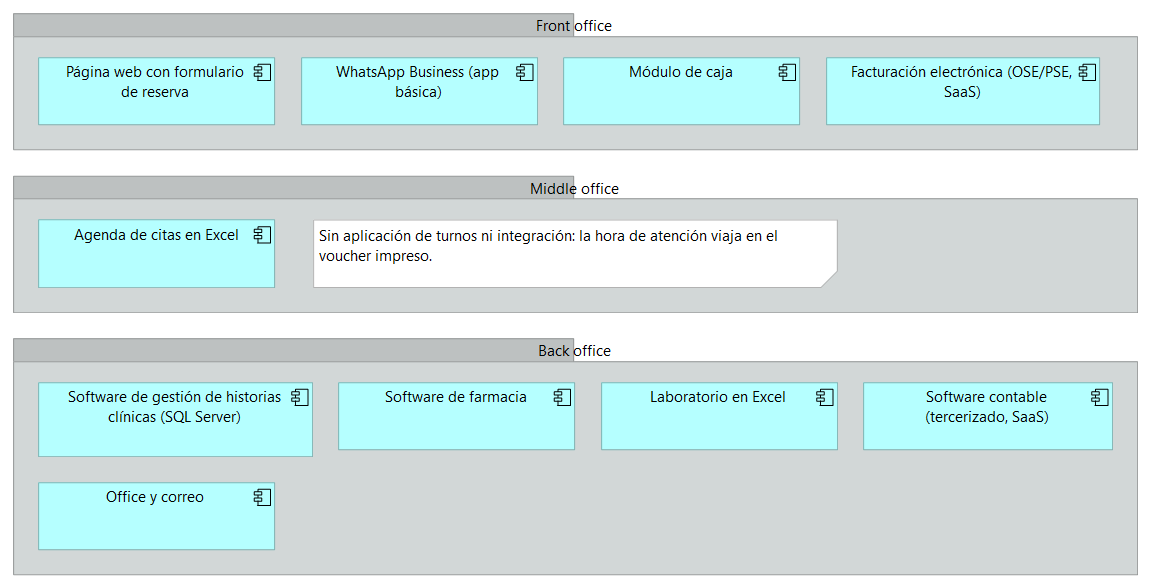 Front office
Página web con formulario
de reserva
WhatsApp Business (app
básica)
Módulo de caja
Facturación electrónica (OSE/PSE,
SaaS)
Middle office
Agenda de citas en Excel
Sin aplicación de turnos ni integración: la hora de atención viaja en el
voucher impreso.
Back office
Software de gestión de historias
clínicas (SQL Server)
Software de farmacia
Laboratorio en Excel
Software contable
(tercerizado, SaaS)
Office y correo